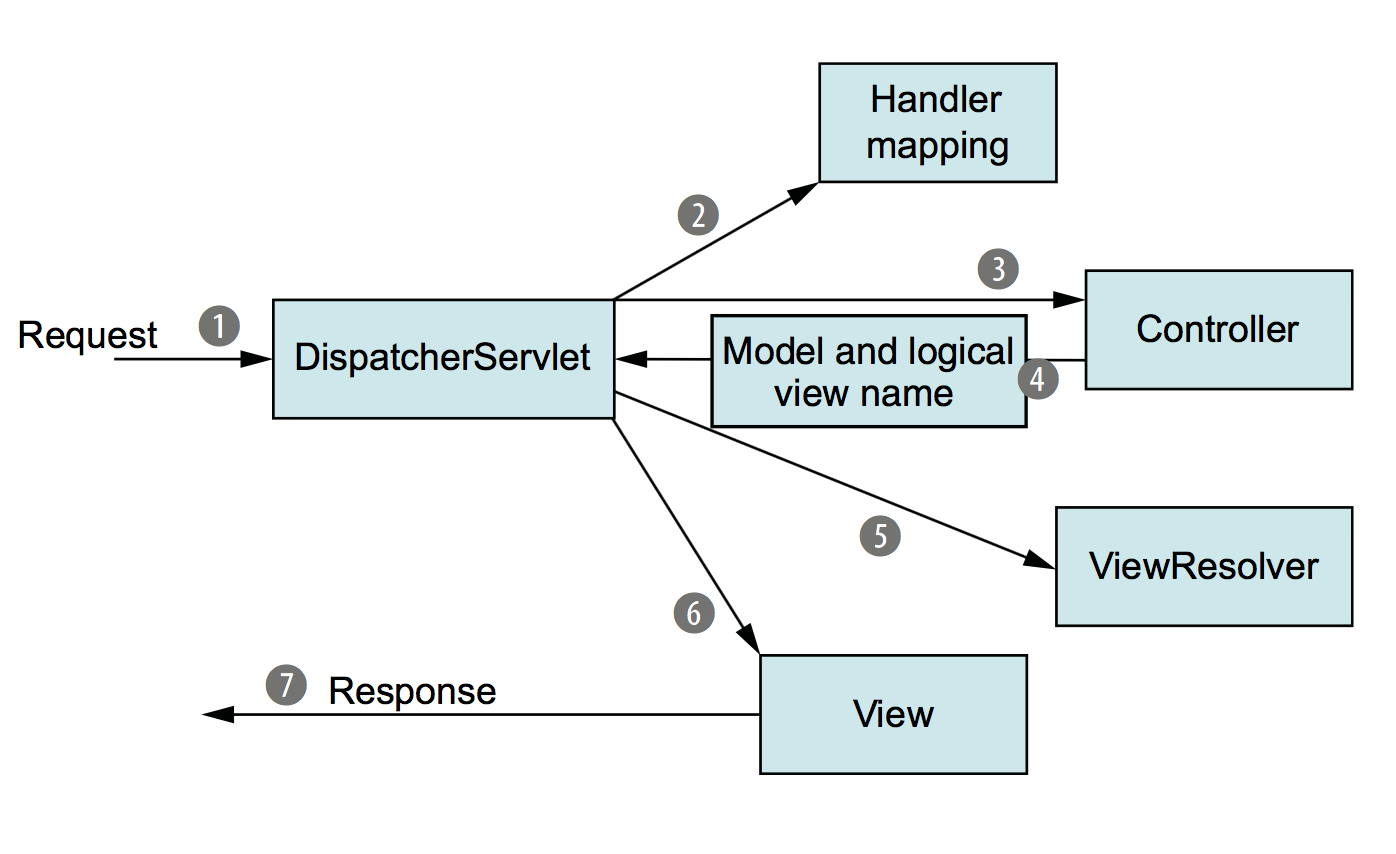 Handler
mapping
2
3
Request
1
DispatcherServlet
Model and logical
view name
4
Controller
5
ViewResolver
6
7
Response
View